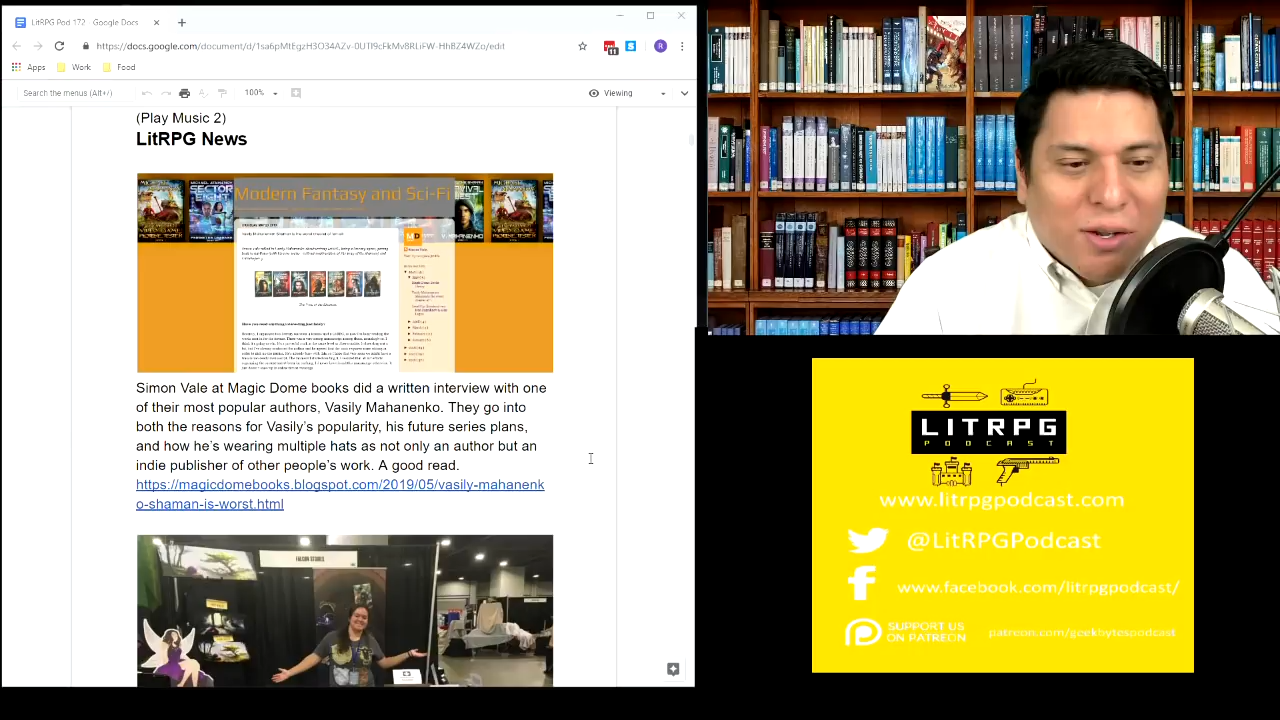 LitRPG Pod 172 - Google Docs
https://docs.google.com/document/d/1sa6pMtEgzH3O34AZv-0UTl9cFkMvBRLiFW-HhBZ4WZo/edit
R
Apps Work Food
Search the menus (Alt+/)
100%
Viewing
(Play Music 2)
LitRPG News
Modern Fantasy and Sci-Fi
SECTOR EIGHT
MD
Simon Vale at Magic Dome books did a written interview with one
of their most popular authors, Vasily Mahanenko. They go into
both the reasons for Vasily's popularity, his future series plans,
and how he's wearing multiple hats as not only an author but an
indie publisher of other people's work. A good read.
https://magicdomebooks.blogspot.com/2019/05/vasily-mahanenk
o-shaman-is-worst.html
LITRPG
PODCAST
www.litrpgpodcast.com
@LitRPGPodcast
www.facebook.com/litrpgpodcast/
SUPPORT US
ON PATREON
patreon.com/geekbytespodcast